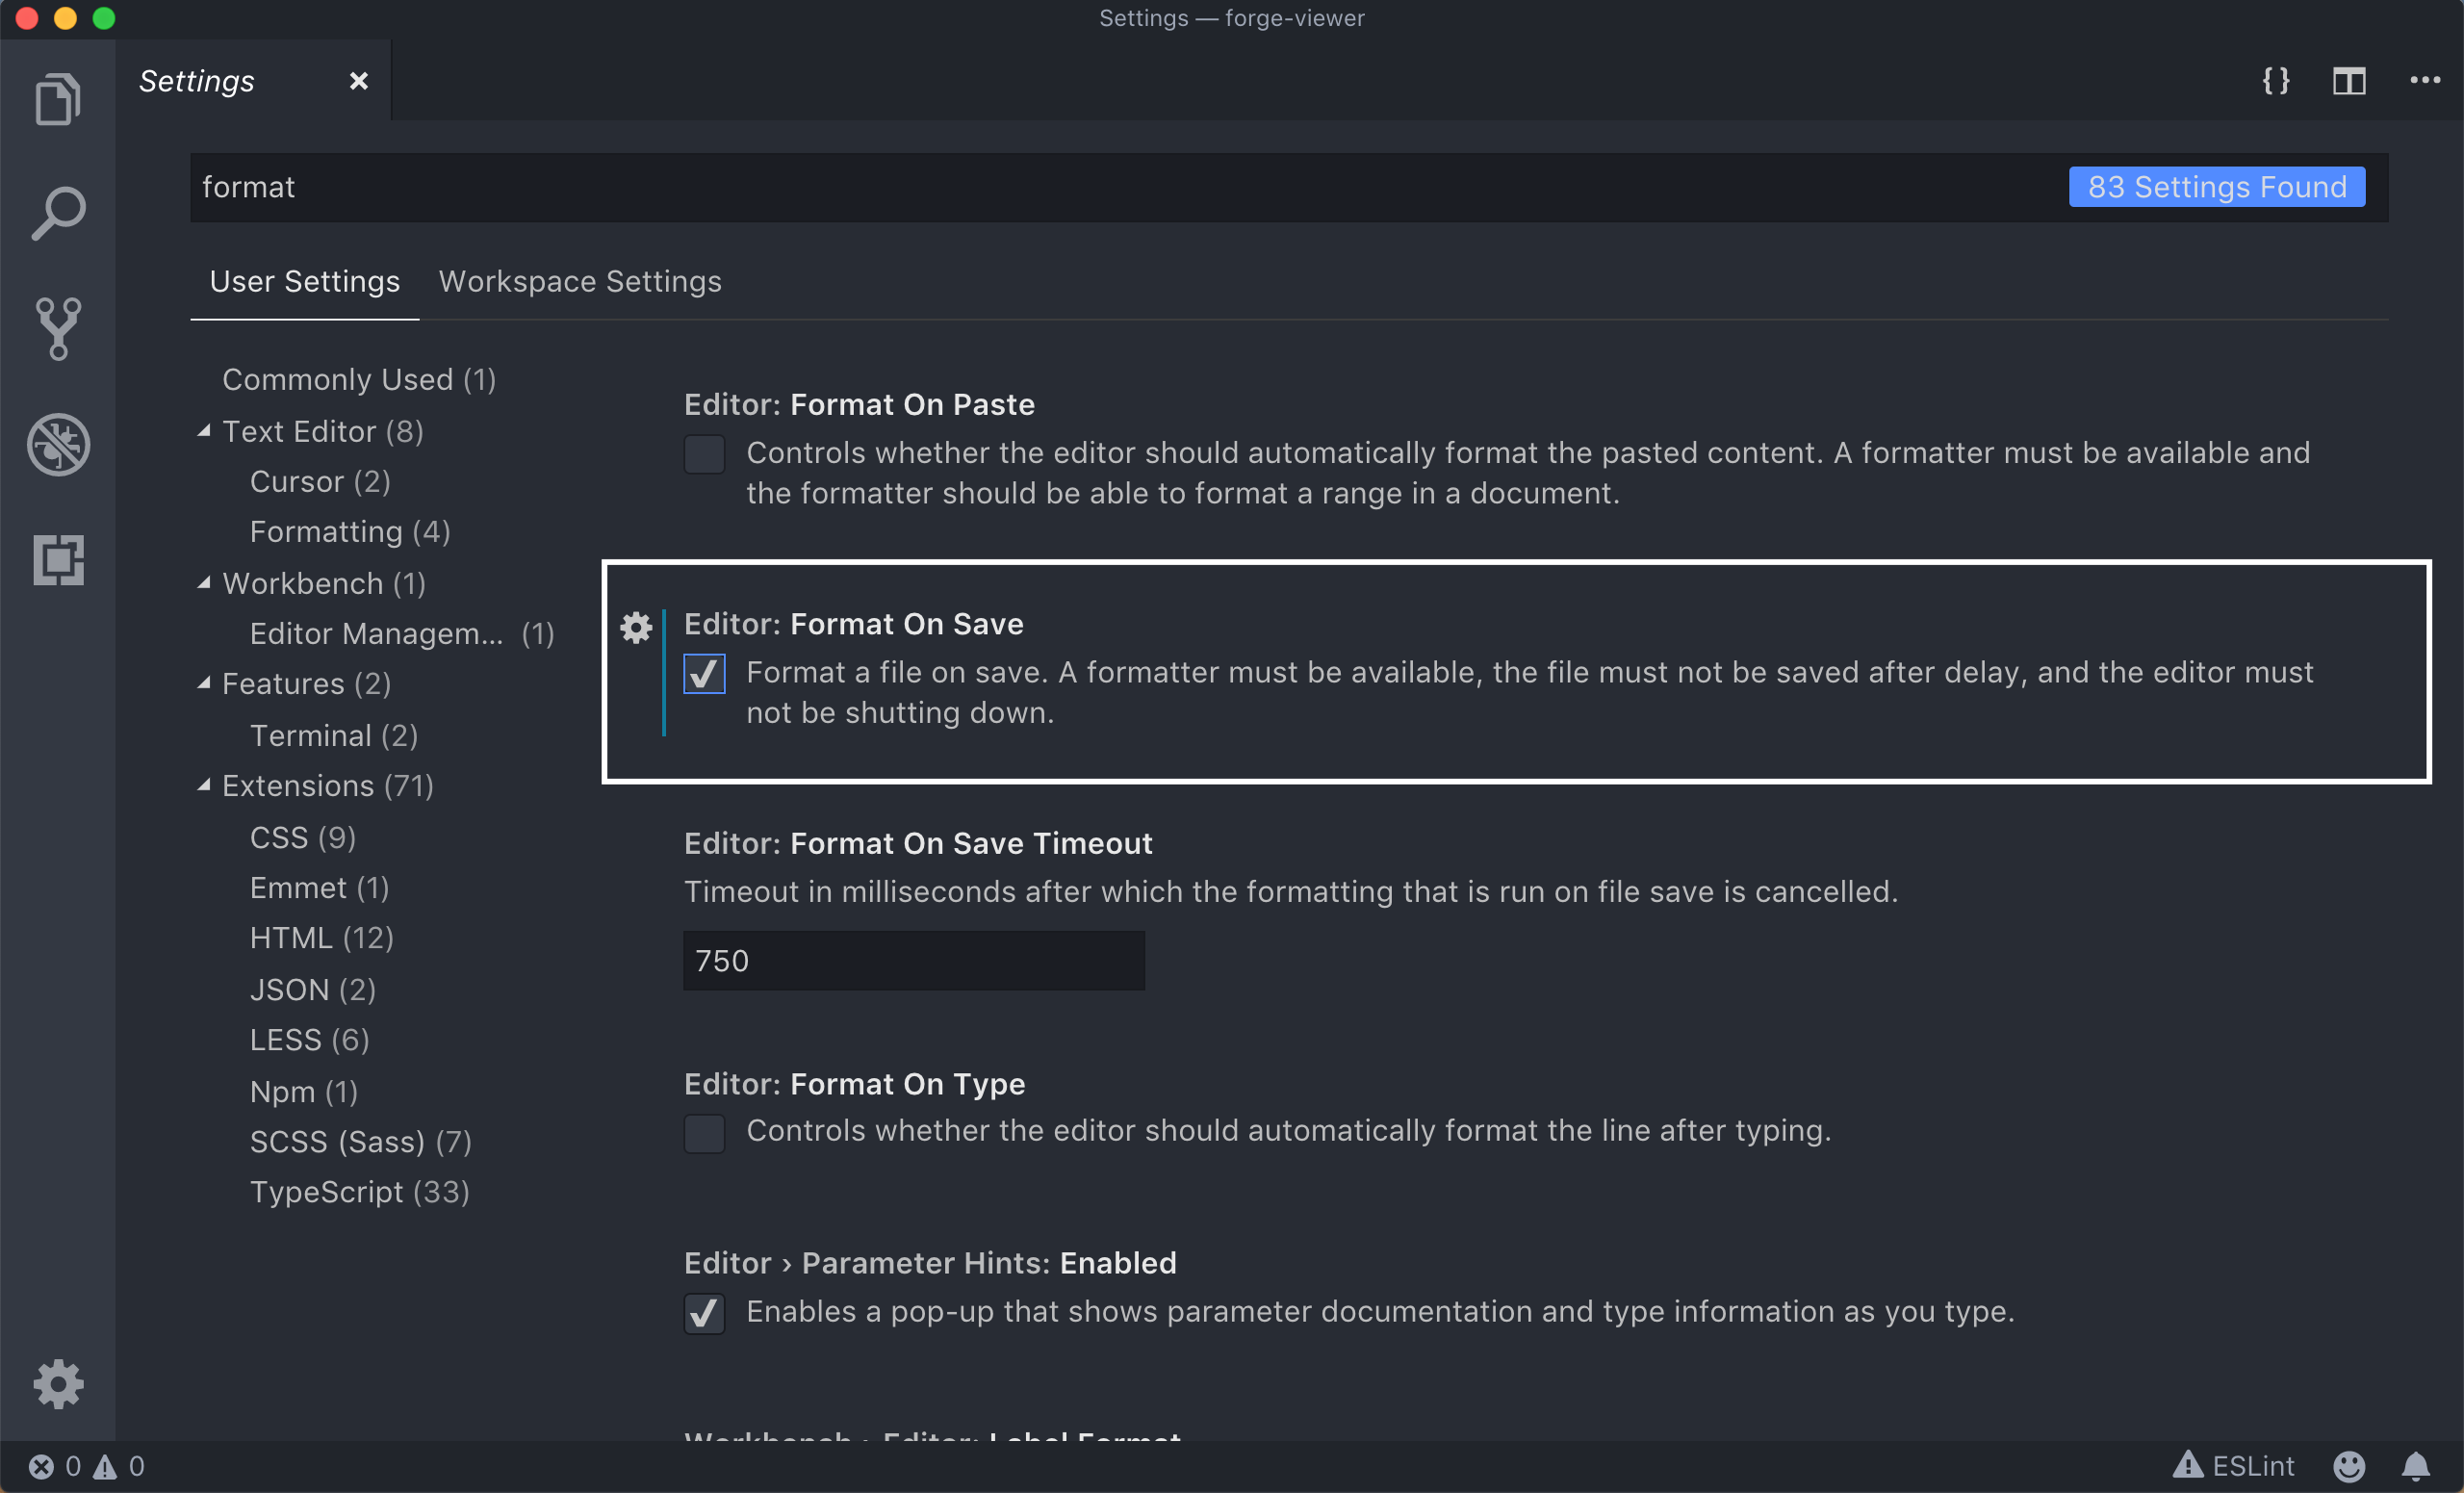 Settings — forge-viewer
Settings
format
83 Settings Found
User Settings
Workspace Settings
Commonly Used (1)
Text Editor (8)
Cursor (2)
Formatting (4)
Workbench (1)
Editor Managem... (1)
Features (2)
Terminal (2)
Extensions (71)
CSS (9)
Emmet (1)
HTML (12)
JSON (2)
LESS (6)
Npm (1)
SCSS (Sass) (7)
TypeScript (33)
Editor: Format On Paste
Controls whether the editor should automatically format the pasted content. A formatter must be available and
the formatter should be able to format a range in a document.
Editor: Format On Save
Format a file on save. A formatter must be available, the file must not be saved after delay, and the editor must
not be shutting down.
Editor: Format On Save Timeout
Timeout in milliseconds after which the formatting that is run on file save is cancelled.
750
Editor: Format On Type
Controls whether the editor should automatically format the line after typing.
Editor › Parameter Hints: Enabled
Enables a pop-up that shows parameter documentation and type information as you type.
Workbench › Editor: Label Format
0 0
ESLint